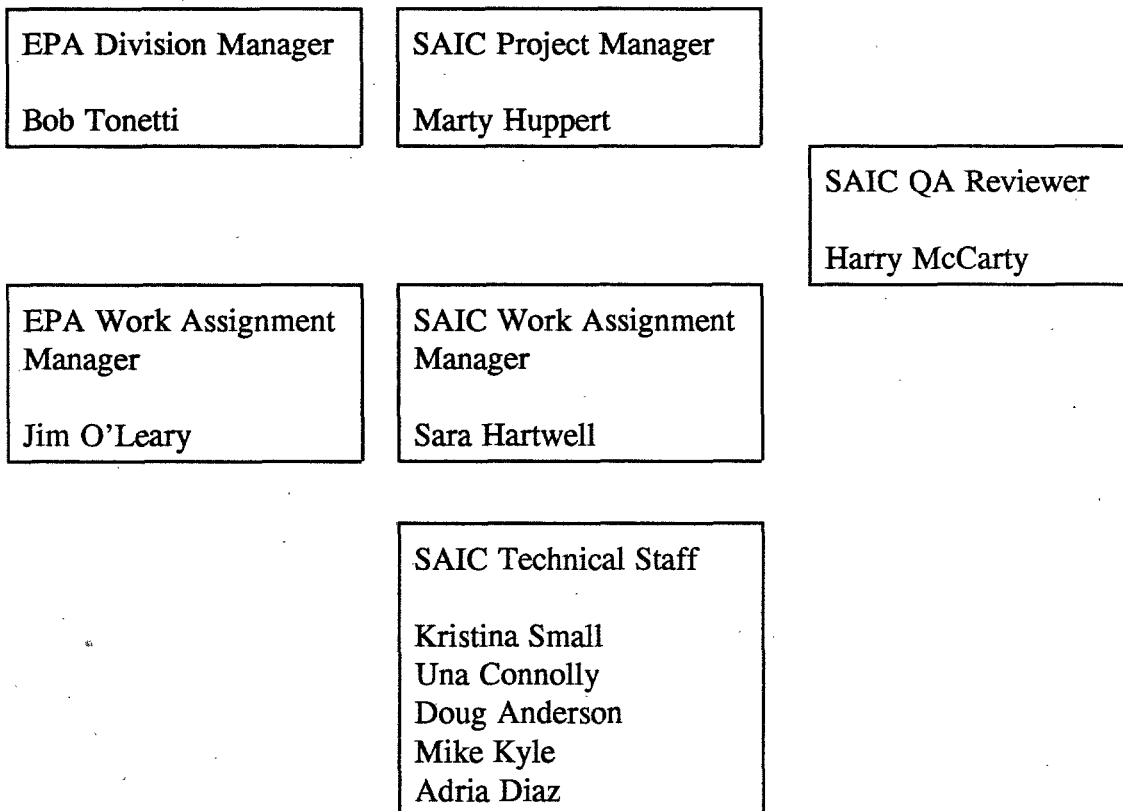 EPA Division Manager
Bob Tonetti
SAIC Project Manager
Marty Huppert
SAIC QA Reviewer
Harry McCarty
EPA Work Assignment
Manager
Jim O'Leary
SAIC Work Assignment
Manager
Sara Hartwell
SAIC Technical Staff
Kristina Small
Una Connolly
Doug Anderson
Mike Kyle
Adria Diaz